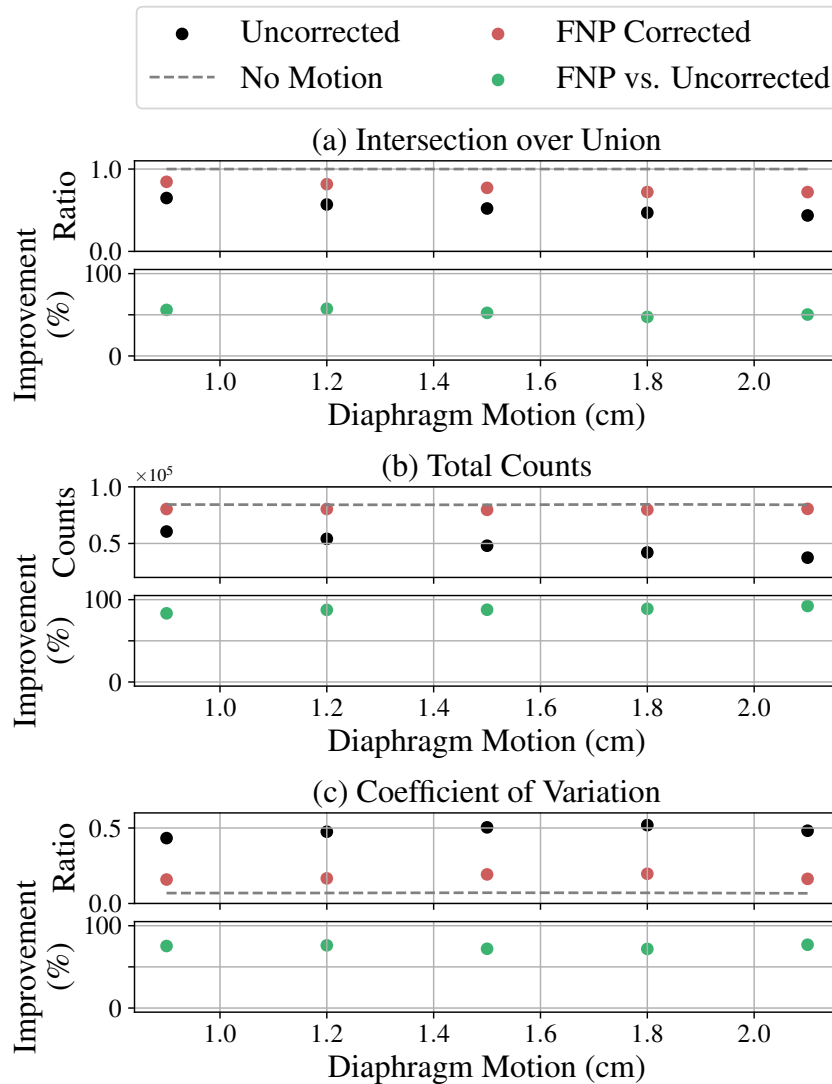 Uncorrected
FNP Corrected
No Motion
FNP vs. Uncorrected
(a) Intersection over Union
1.0
0.0
Ratio
100
0
Improvement
(%)
1.0 1.2 1.4 1.6 1.8 2.0
Diaphragm Motion (cm)
(b) Total Counts
×10⁵
1.0
0.5
Counts
100
0
Improvement
(%)
1.0 1.2 1.4 1.6 1.8 2.0
Diaphragm Motion (cm)
(c) Coefficient of Variation
0.5
0.0
Ratio
100
0
Improvement
(%)
1.0 1.2 1.4 1.6 1.8 2.0
Diaphragm Motion (cm)